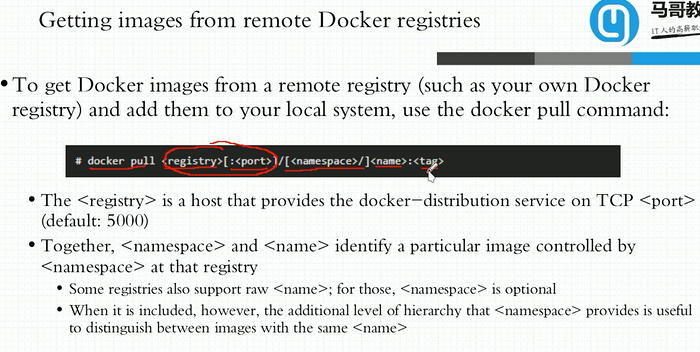 Getting images from remote Docker registries
马哥教
IT人的高薪职
• To get Docker images from a remote registry (such as your own Docker
registry) and add them to your local system, use the docker pull command:
# docker pull <registry>[:<port>]/[<namespace>/]<name>:<tag>
• The <registry> is a host that provides the docker-distribution service on TCP <port>
(default: 5000)
• Together, <namespace> and <name> identify a particular image controlled by
<namespace> at that registry
• Some registries also support raw <name>; for those, <namespace> is optional
• When it is included, however, the additional level of hierarchy that <namespace> provides is useful
to distinguish between images with the same <name>